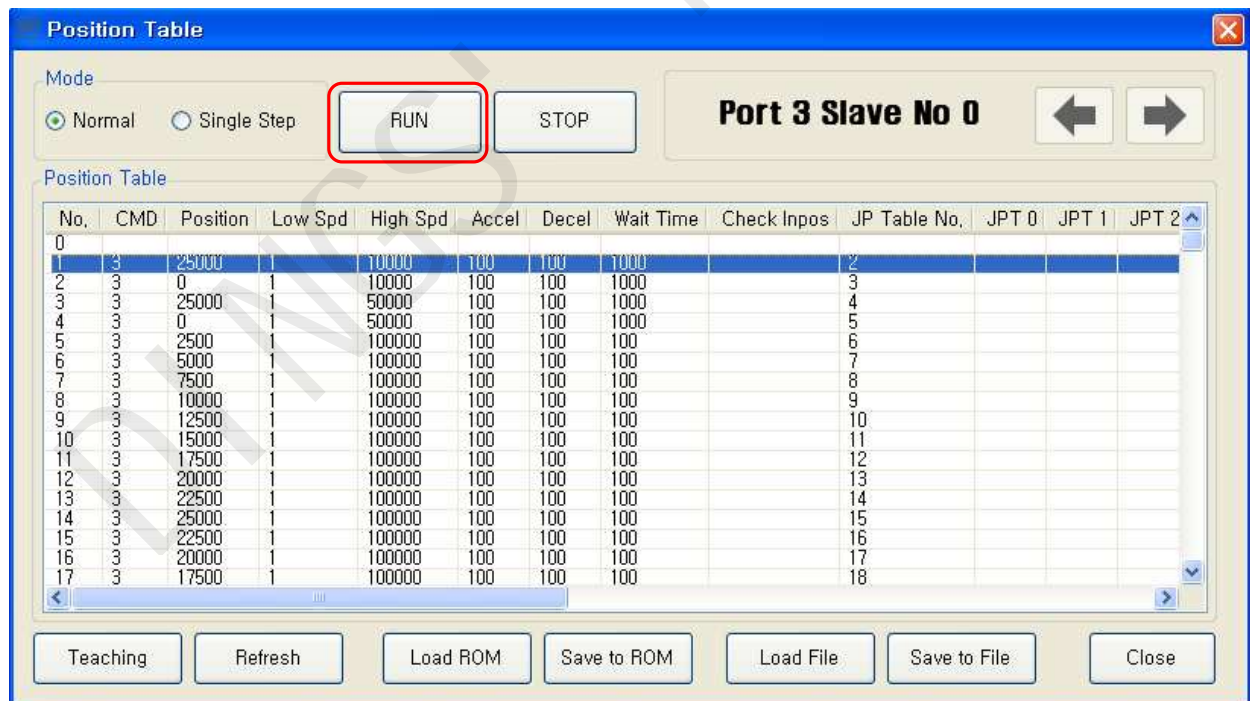 Position Table
Mode
Normal Single Step RUN STOP Port 3 Slave No 0
Position Table
No. CMD Position Low Spd High Spd Accel Decel Wait Time Check Inpos JP Table No. JPT 0 JPT 1 JPT 2
0
1 3 25000 1 10000 100 100 1000 2
2 3 0 1 10000 100 100 1000 3
3 3 25000 1 50000 100 100 1000 4
4 3 0 1 50000 100 100 1000 5
5 3 2500 1 100000 100 100 100 6
6 3 5000 1 100000 100 100 100 7
7 3 7500 1 100000 100 100 100 8
8 3 10000 1 100000 100 100 100 9
9 3 12500 1 100000 100 100 100 10
10 3 15000 1 100000 100 100 100 11
11 3 17500 1 100000 100 100 100 12
12 3 20000 1 100000 100 100 100 13
13 3 22500 1 100000 100 100 100 14
14 3 25000 1 100000 100 100 100 15
15 3 22500 1 100000 100 100 100 16
16 3 20000 1 100000 100 100 100 17
17 3 17500 1 100000 100 100 100 18
Teaching Refresh Load ROM Save to ROM Load File Save to File Close
DINGS'